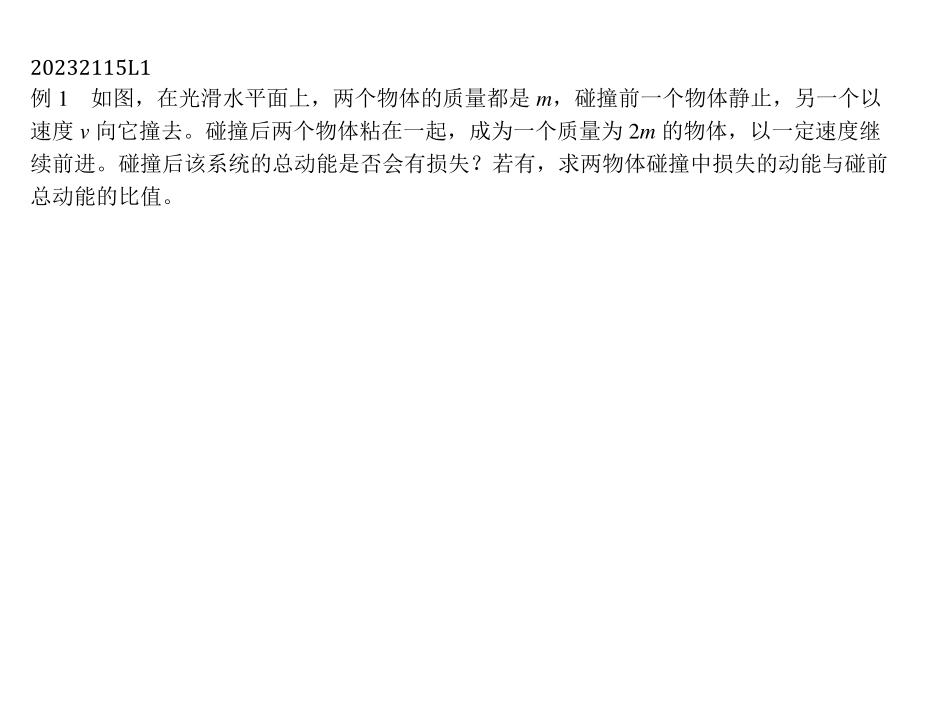 20232115L1
例 1　如图，在光滑水平面上，两个物体的质量都是 m，碰撞前一个物体静止，另一个以
速度 v 向它撞去。碰撞后两个物体粘在一起，成为一个质量为 2m 的物体，以一定速度继
续前进。碰撞后该系统的总动能是否会有损失？若有，求两物体碰撞中损失的动能与碰前
总动能的比值。